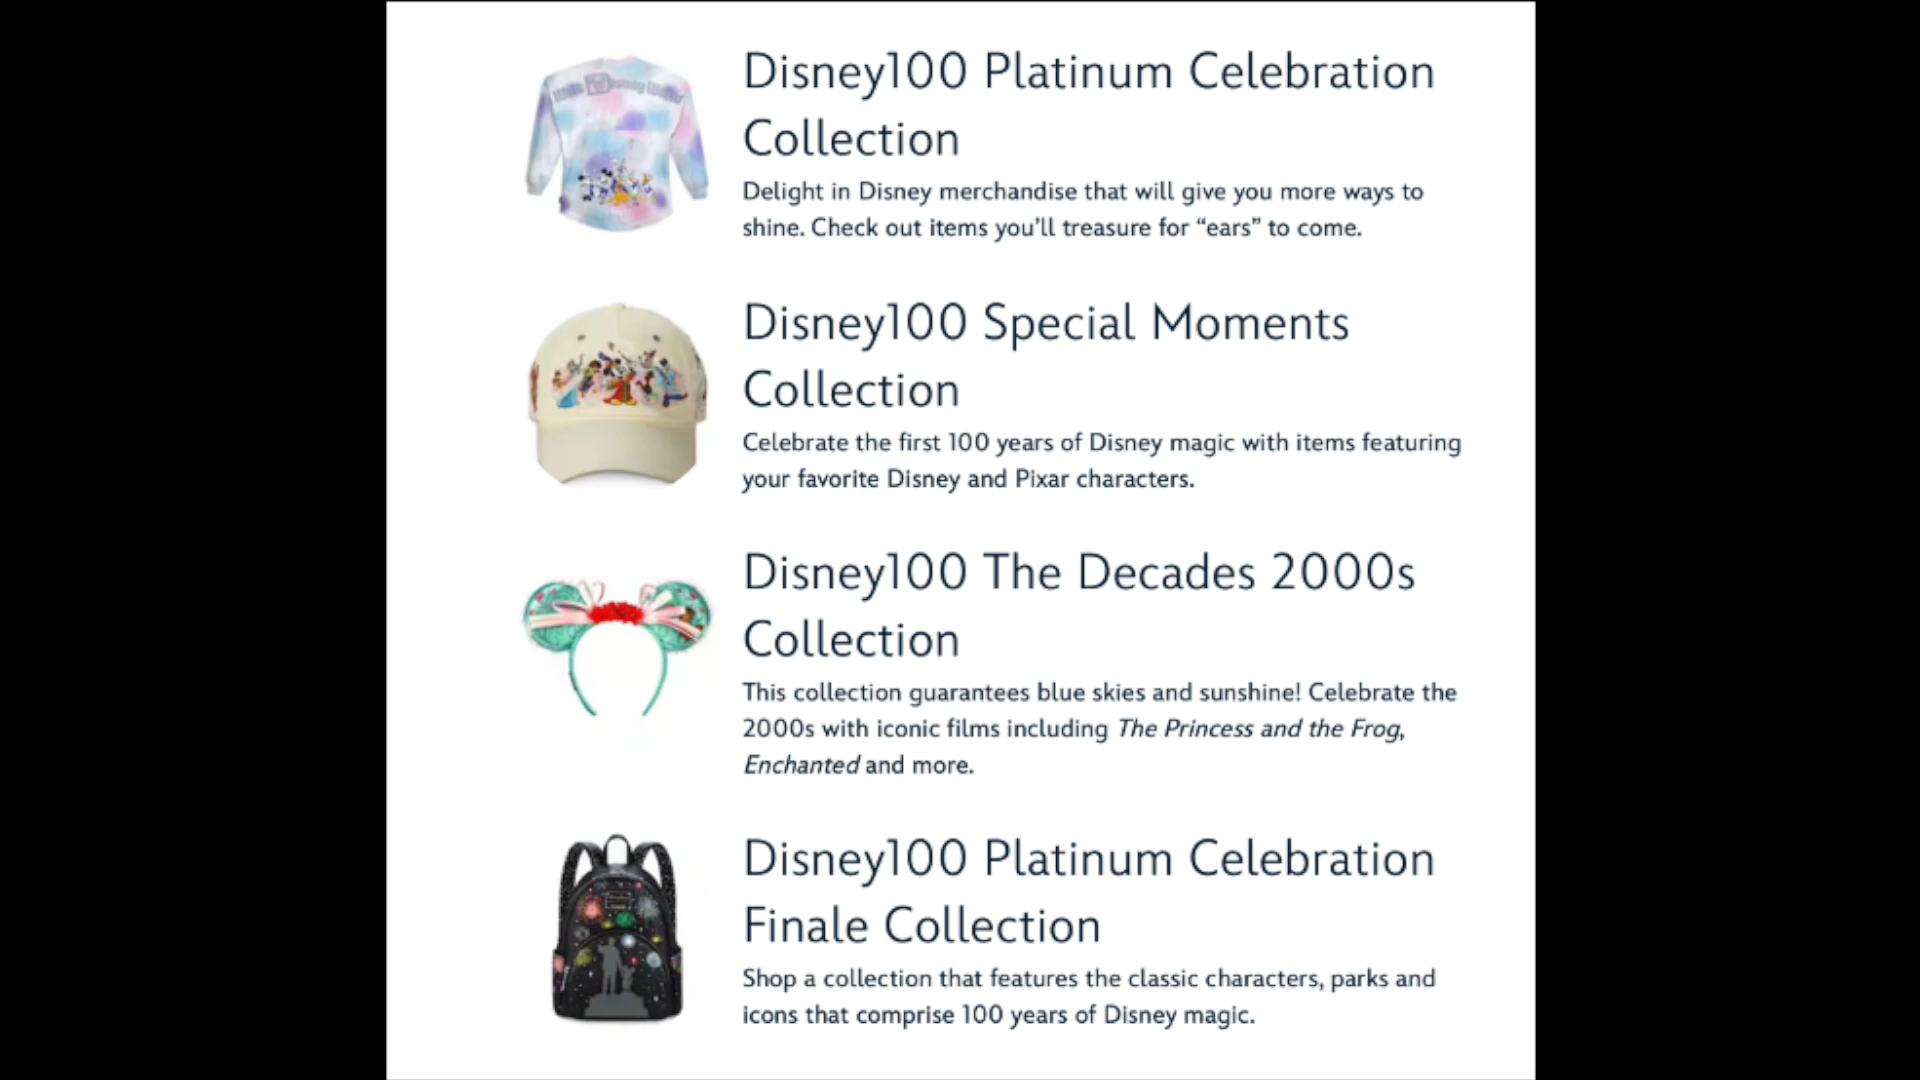 Disney100 Platinum Celebration
Collection
Delight in Disney merchandise that will give you more ways to
shine. Check out items you’ll treasure for “ears” to come.
Disney100 Special Moments
Collection
Celebrate the first 100 years of Disney magic with items featuring
your favorite Disney and Pixar characters.
Disney100 The Decades 2000s
Collection
This collection guarantees blue skies and sunshine! Celebrate the
2000s with iconic films including The Princess and the Frog,
Enchanted and more.
Disney100 Platinum Celebration
Finale Collection
Shop a collection that features the classic characters, parks and
icons that comprise 100 years of Disney magic.